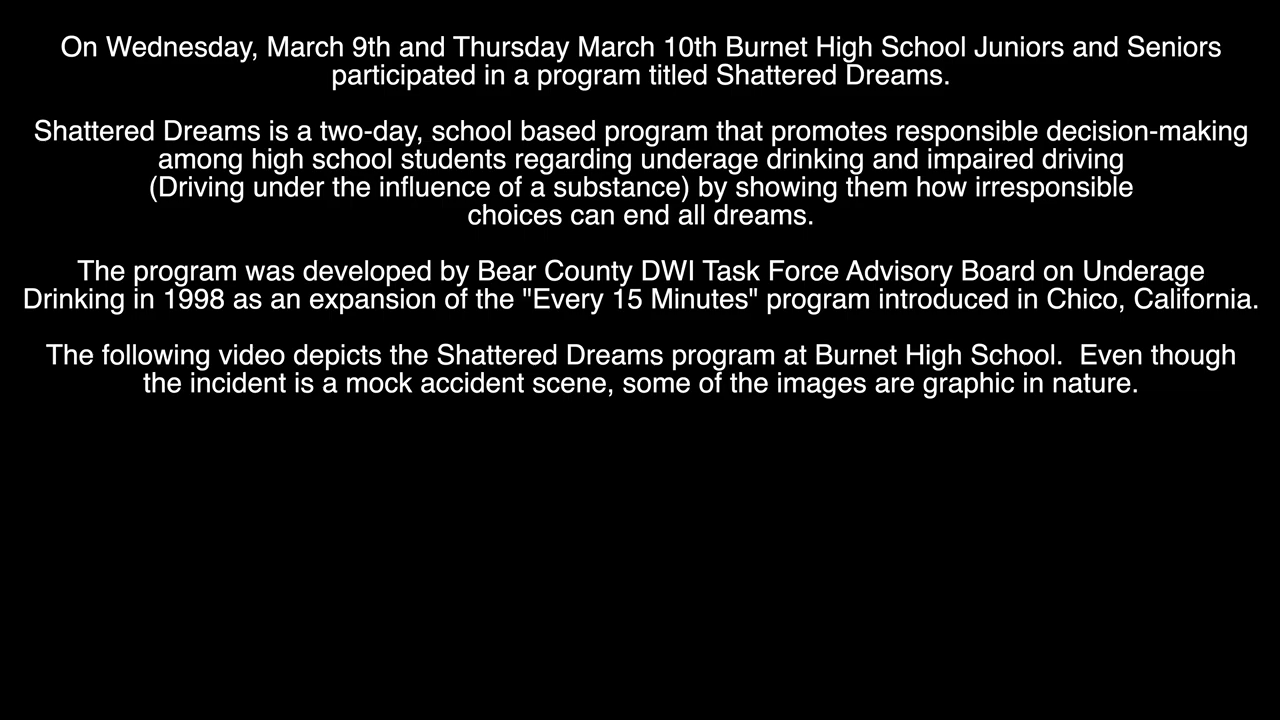 On Wednesday, March 9th and Thursday March 10th Burnet High School Juniors and Seniors
participated in a program titled Shattered Dreams.
Shattered Dreams is a two-day, school based program that promotes responsible decision-making
among high school students regarding underage drinking and impaired driving
(Driving under the influence of a substance) by showing them how irresponsible
choices can end all dreams.
The program was developed by Bear County DWI Task Force Advisory Board on Underage
Drinking in 1998 as an expansion of the "Every 15 Minutes" program introduced in Chico, California.
The following video depicts the Shattered Dreams program at Burnet High School.  Even though
the incident is a mock accident scene, some of the images are graphic in nature.